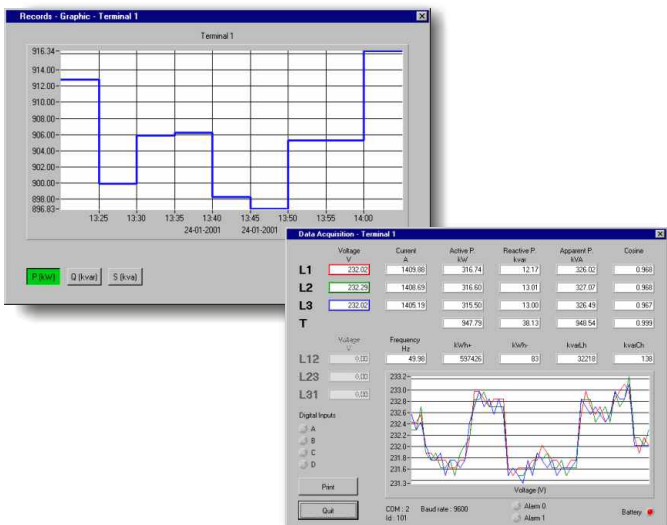 Records - Graphic - Terminal 1
Terminal 1
916.34
914.00
912.00
910.00
908.00
906.00
904.00
902.00
900.00
898.00
896.83
13:25 13:30 13:35 13:40 13:45 13:50 13:55 14:00
24-01-2001 24-01-2001
P (kW) Q (kvar) S (kva)
Data Acquisition - Terminal 1
Voltage Current Active P. Reactive P. Apparent P. Cosine
V A kW kvar kVA
L1 232.02 1409.88 316.74 12.17 326.02 0.968
L2 232.29 1408.69 316.60 13.01 327.07 0.968
L3 232.02 1405.19 315.50 13.00 326.49 0.967
T 947.79 38.13 948.54 0.999
Voltage Frequency kWh+ kWh- kvarLh kvarCh
V Hz
L12 0.00 49.98 597426 83 32218 138
L23 0.00
L31 0.00
233.2
233.0
232.8
232.6
232.4
232.2
232.0
231.8
231.6
231.3
Voltage (V)
Digital Inputs
A
B
C
D
Print
Quit
COM : 2 Baud rate : 9600
Id : 101
Alarm 0
Alarm 1
Battery